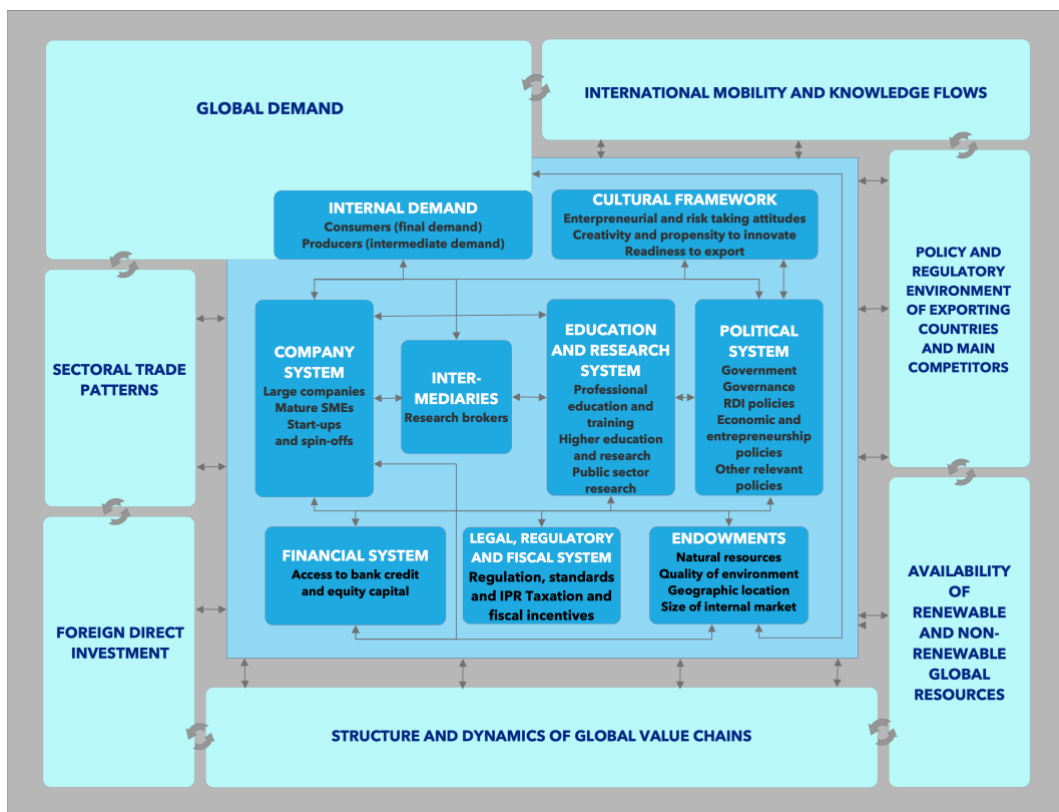 GLOBAL DEMAND
INTERNATIONAL MOBILITY AND KNOWLEDGE FLOWS
INTERNAL DEMAND
Consumers (final demand)
Producers (intermediate demand)
CULTURAL FRAMEWORK
Enterpreneurial and risk taking attitudes
Creativity and propensity to innovate
Readiness to export
POLICY AND
REGULATORY
ENVIRONMENT
OF EXPORTING
COUNTRIES
AND MAIN
COMPETITORS
SECTORAL TRADE
PATTERNS
COMPANY
SYSTEM
Large companies
Mature SMEs
Start-ups
and spin-offs
INTER-
MEDIARIES
Research brokers
EDUCATION
AND RESEARCH
SYSTEM
Professional
education and
training
Higher education
and research
Public sector
research
POLITICAL
SYSTEM
Government
Governance
RDI policies
Economic and
entrepreneurship
policies
Other relevant
policies
FINANCIAL SYSTEM
Access to bank credit
and equity capital
LEGAL, REGULATORY
AND FISCAL SYSTEM
Regulation, standards
and IPR Taxation and
fiscal incentives
ENDOWMENTS
Natural resources
Quality of environment
Geographic location
Size of internal market
FOREIGN DIRECT
INVESTMENT
AVAILABILITY
OF
RENEWABLE
AND NON-
RENEWABLE
GLOBAL
RESOURCES
STRUCTURE AND DYNAMICS OF GLOBAL VALUE CHAINS